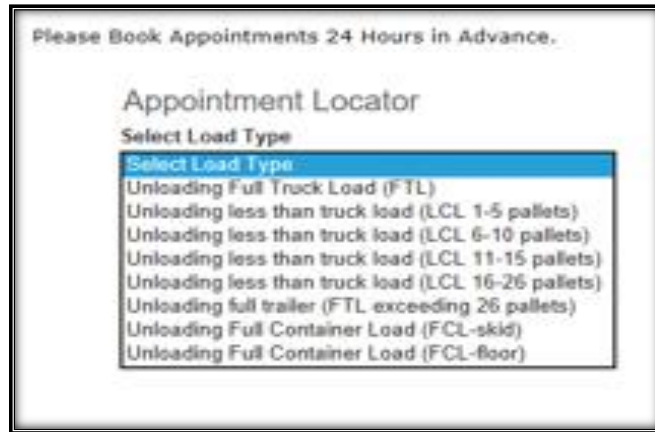 Please Book Appointments 24 Hours in Advance.
Appointment Locator
Select Load Type
Select Load Type
Unloading Full Truck Load (FTL)
Unloading less than truck load (LCL 1-5 pallets)
Unloading less than truck load (LCL 6-10 pallets)
Unloading less than truck load (LCL 11-15 pallets)
Unloading less than truck load (LCL 16-26 pallets)
Unloading full trailer (FTL exceeding 26 pallets)
Unloading Full Container Load (FCL-skid)
Unloading Full Container Load (FCL-floor)